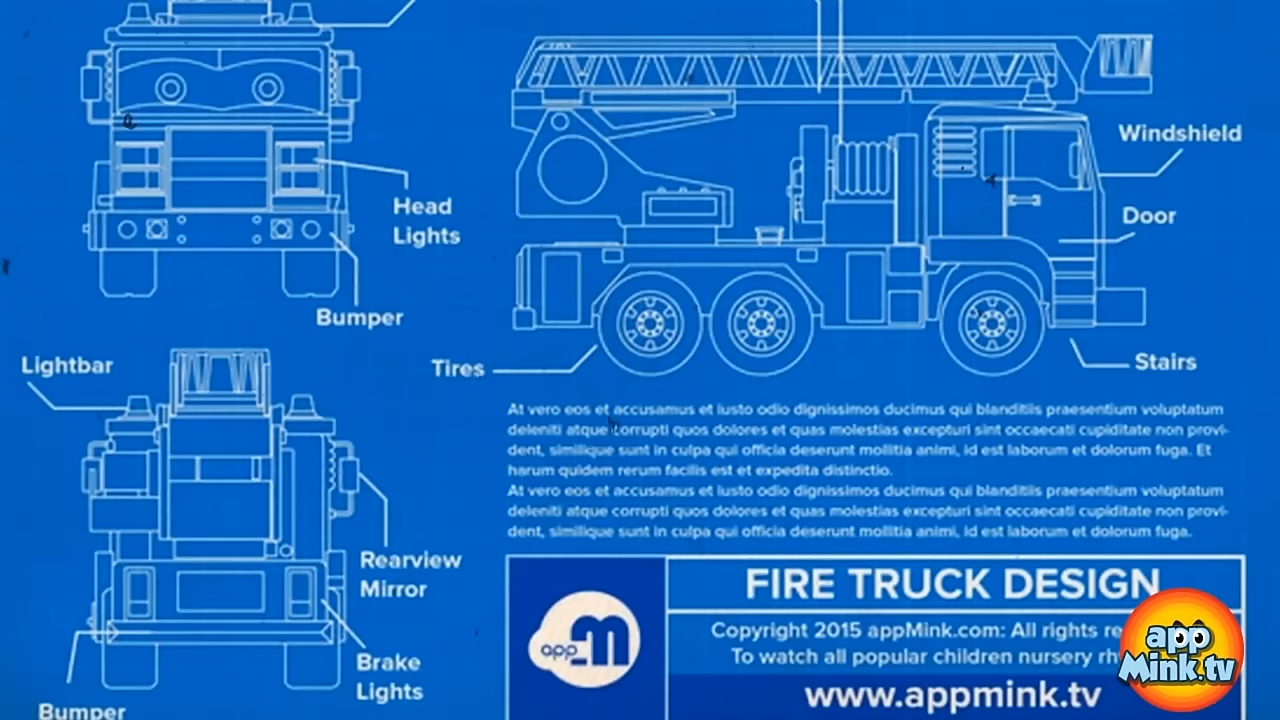 Windshield
Door
Head
Lights
Bumper
Tires
Stairs
Lightbar
At vero eos et accusamus et iusto odio dignissimos ducimus qui blanditiis praesentium voluptatum
deleniti atque corrupti quos dolores et quas molestias excepturi sint occaecati cupiditate non provi-
dent, similique sunt in culpa qui officia deserunt mollitia animi, id est laborum et dolorum fuga. Et
harum quidem rerum facilis est et expedita distinctio.
At vero eos et accusamus et iusto odio dignissimos ducimus qui blanditiis praesentium voluptatum
deleniti atque corrupti quos dolores et quas molestias excepturi sint occaecati cupiditate non provi-
dent, similique sunt in culpa qui officia deserunt mollitia animi, id est laborum et dolorum fuga.
Rearview
Mirror
Brake
Lights
Bumper
app m
FIRE TRUCK DESIGN
Copyright 2015 appMink.com: All rights re
To watch all popular children nursery rh
www.appmink.tv
app
Mink.tv